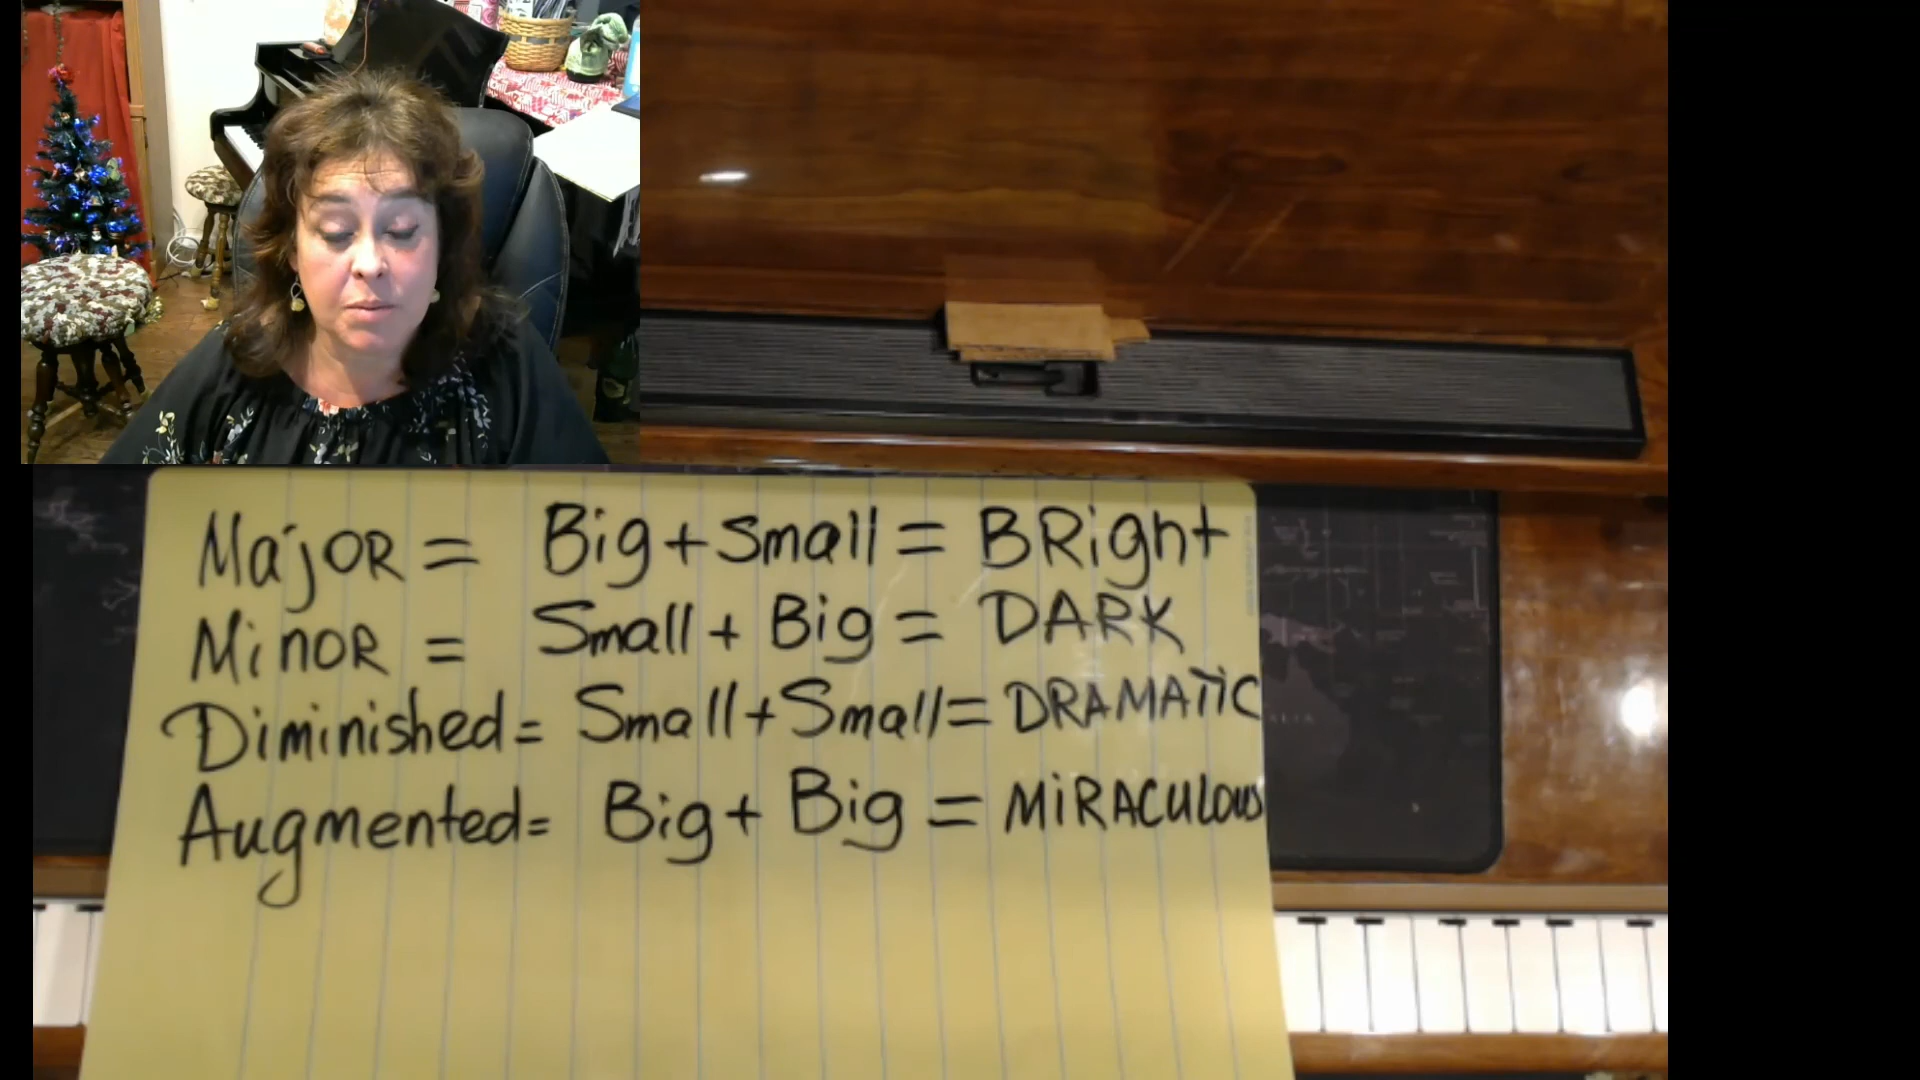 MajOR = Big + Small = BRight
MiNOR = Small + Big = DARK
Diminished = Small + Small = DRAMATiC
Augmented = Big + Big = MiRACULOUS